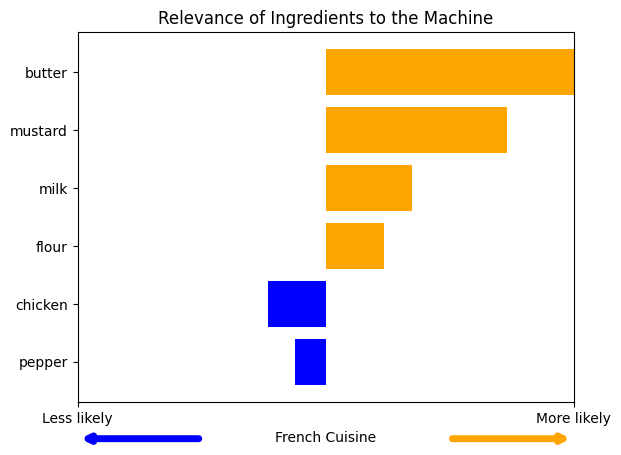 Relevance of Ingredients to the Machine
butter
mustard
milk
flour
chicken
pepper
Less likely
More likely
French Cuisine